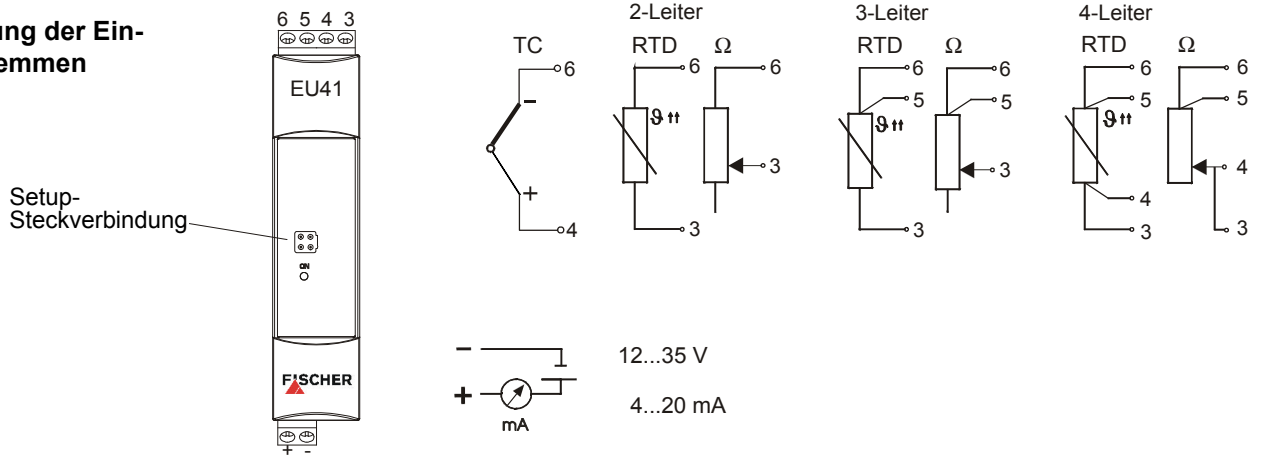 ung der Ein-
emmen
6 5 4 3
EU41
Setup-
Steckverbindung
ON
FISCHER
+ -
TC
6
-
+
4
2-Leiter
RTD Ω
6 6
ϑ
3
3
3-Leiter
RTD Ω
6 6
5 5
ϑ
3
3
4-Leiter
RTD Ω
6 6
5 5
ϑ
4 4
3 3
- 12...35 V
+ 4...20 mA
mA